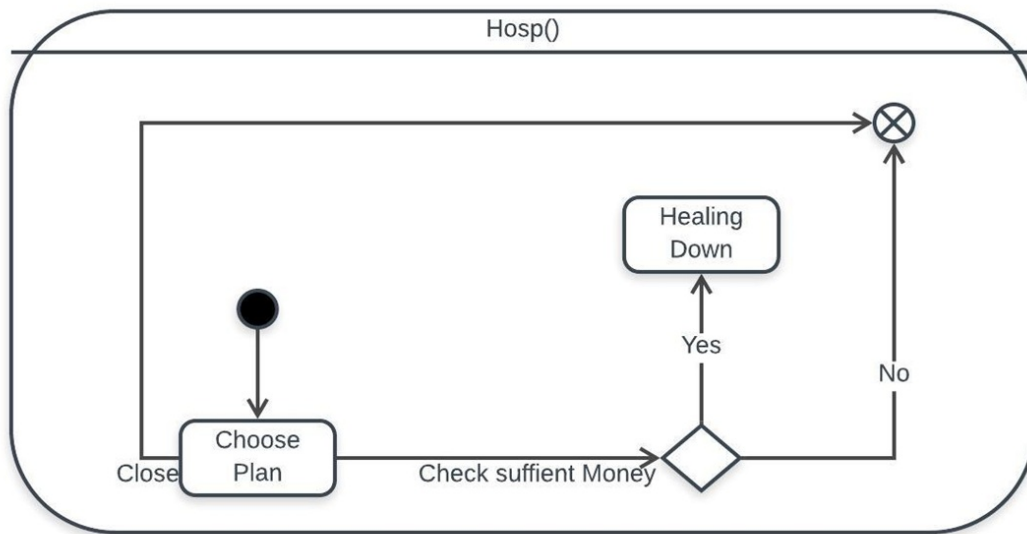 Hosp()
Healing
Down
Yes
No
Choose
Plan
Close
Check suffient Money